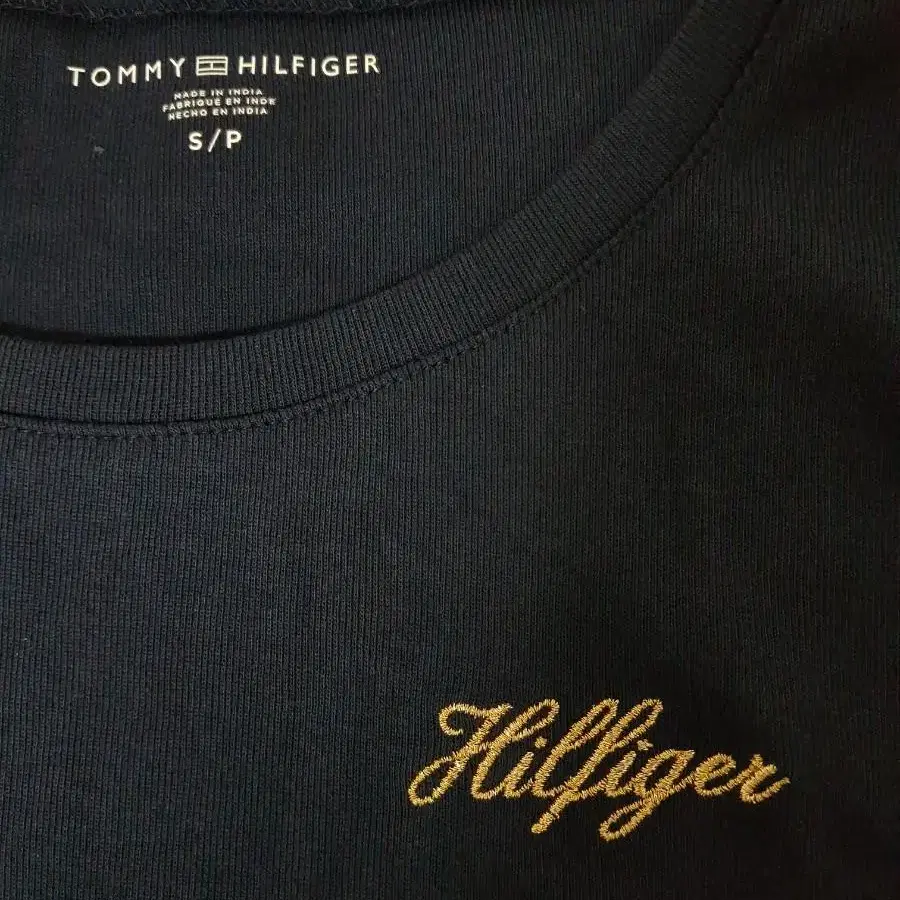 TOMMY HILFIGER
MADE IN INDIA
FABRIQUÉ EN INDE
HECHO EN INDIA
S/P
Hilfiger